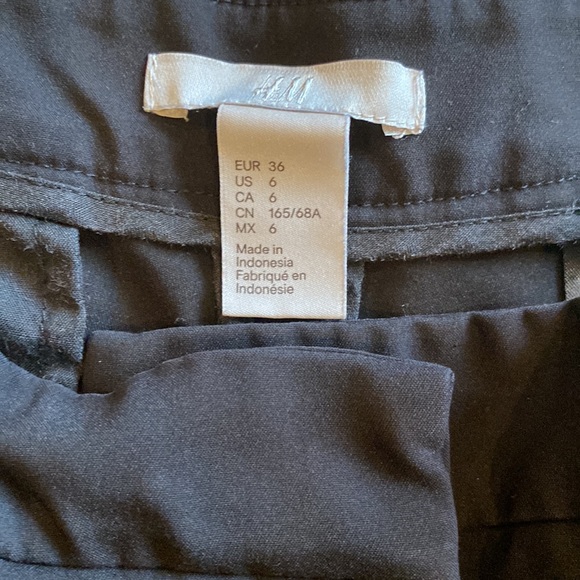 H&M
EUR 36
US 6
CA 6
CN 165/68A
MX 6
Made in
Indonesia
Fabriqué en
Indonésie